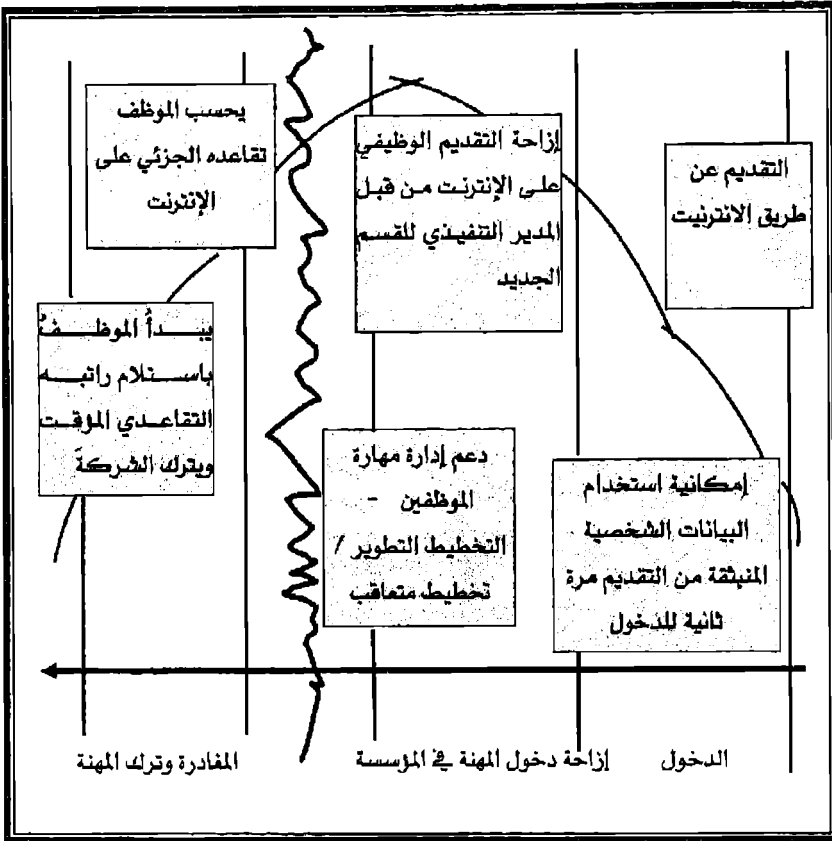 التقديم عن
طريق الانترنيت
إزاحة التقديم الوظيفي
على الإنترنت من قبل
المدير التنفيذي للقسم
الجديد
يحسب الموظف
تقاعده الجزئي على
الإنترنت
يبدأ الموظف
باستلام راتبه
التقاعدي المؤقت
ويترك الشركة
إمكانية استخدام
البيانات الشخصية
المنبثقة من التقديم مرة
ثانية للدخول
دعم إدارة مهارة
الموظفين -
التخطيط التطوير /
تخطيط متعاقب
الدخول
إزاحة دخول المهنة في المؤسسة
المغادرة وترك المهنة